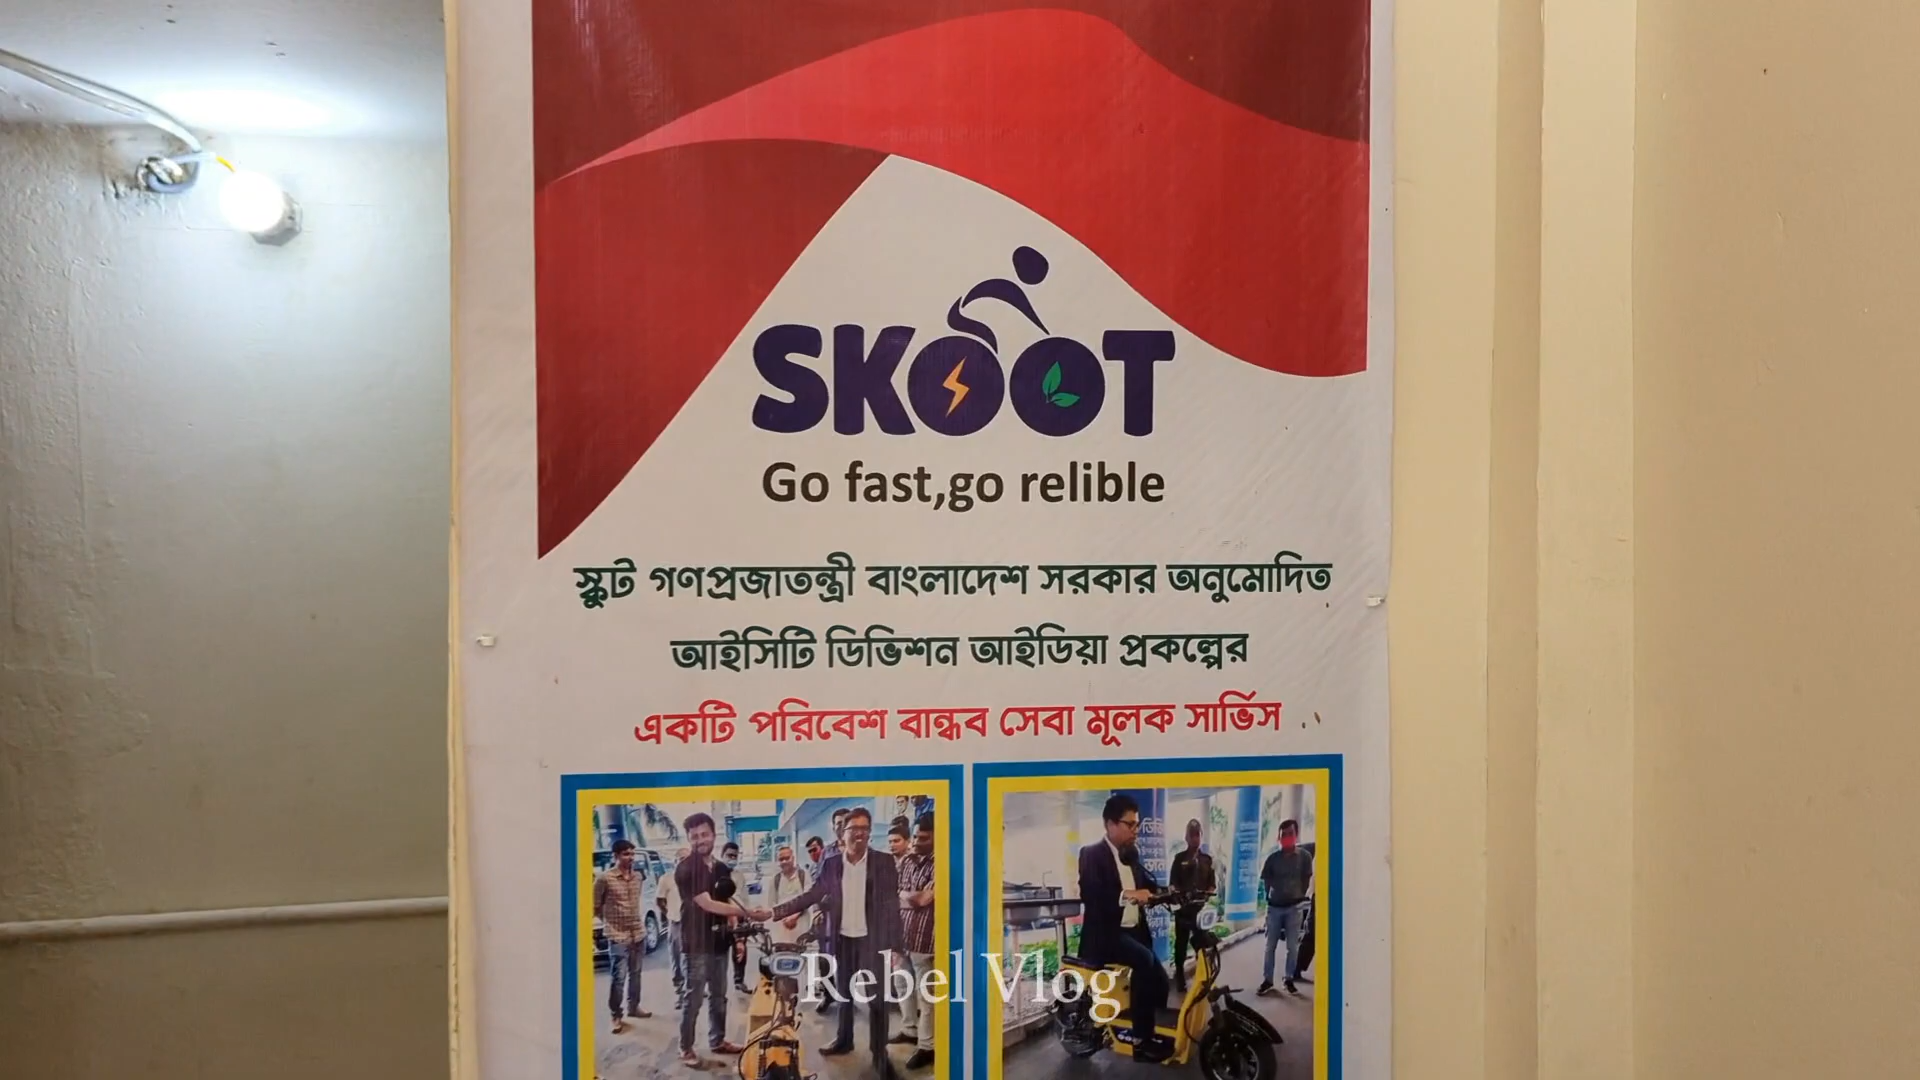 SKOOT
Go fast,go relible
স্কুট গণপ্রজাতন্ত্রী বাংলাদেশ সরকার অনুমোদিত
আইসিটি ডিভিশন আইডিয়া প্রকল্পের
একটি পরিবেশ বান্ধব সেবা মূলক সার্ভিস
Rebel Vlog